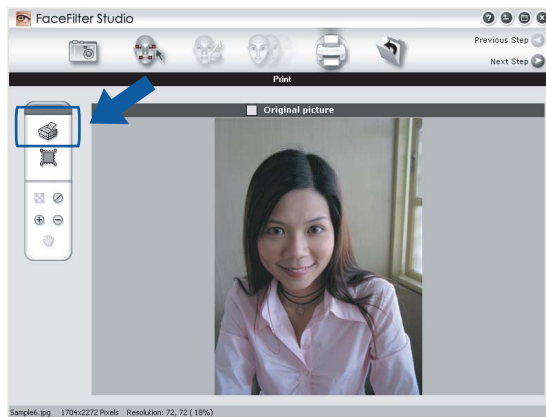 FaceFilter Studio
Previous Step
Next Step
Print
Original picture
Sample6.jpg 1704x2272 Pixels Resolution: 72, 72 ( 18%)